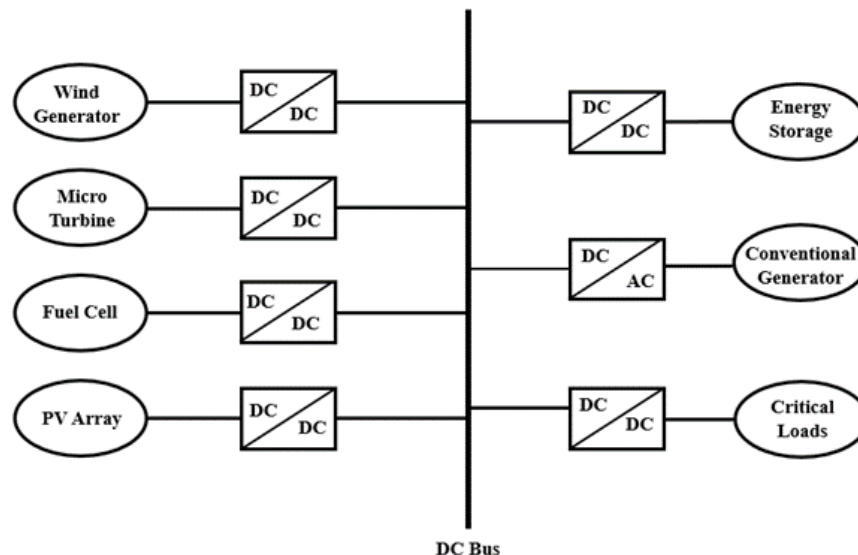 Wind
Generator
DC
DC
Micro
Turbine
DC
DC
Fuel Cell
DC
DC
PV Array
DC
DC
DC
DC
Energy
Storage
DC
AC
Conventional
Generator
DC
DC
Critical
Loads
DC Bus